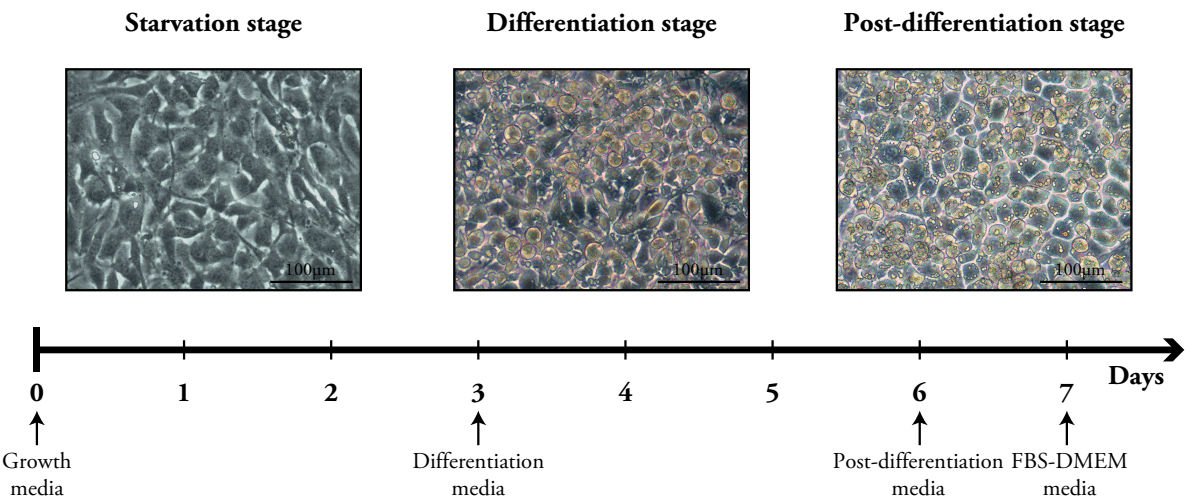 Starvation stage
Differentiation stage
Post-differentiation stage
100μm
100μm
100μm
Days
0
1
2
3
4
5
6
7
Growth
media
Differentiation
media
Post-differentiation
media
FBS-DMEM
media